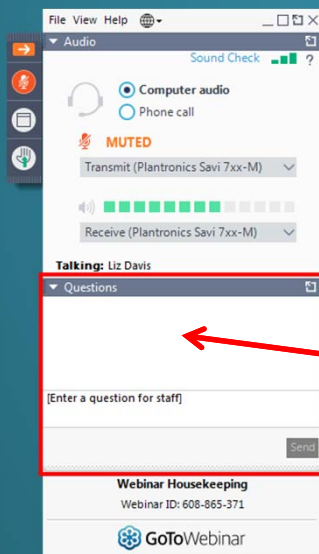 File View Help
Audio
Sound Check ?
Computer audio
Phone call
MUTED
Transmit (Plantronics Savi 7xx-M)
Receive (Plantronics Savi 7xx-M)
Talking: Liz Davis
Questions
[Enter a question for staff]
Send
Webinar Housekeeping
Webinar ID: 608-865-371
GoToWebinar